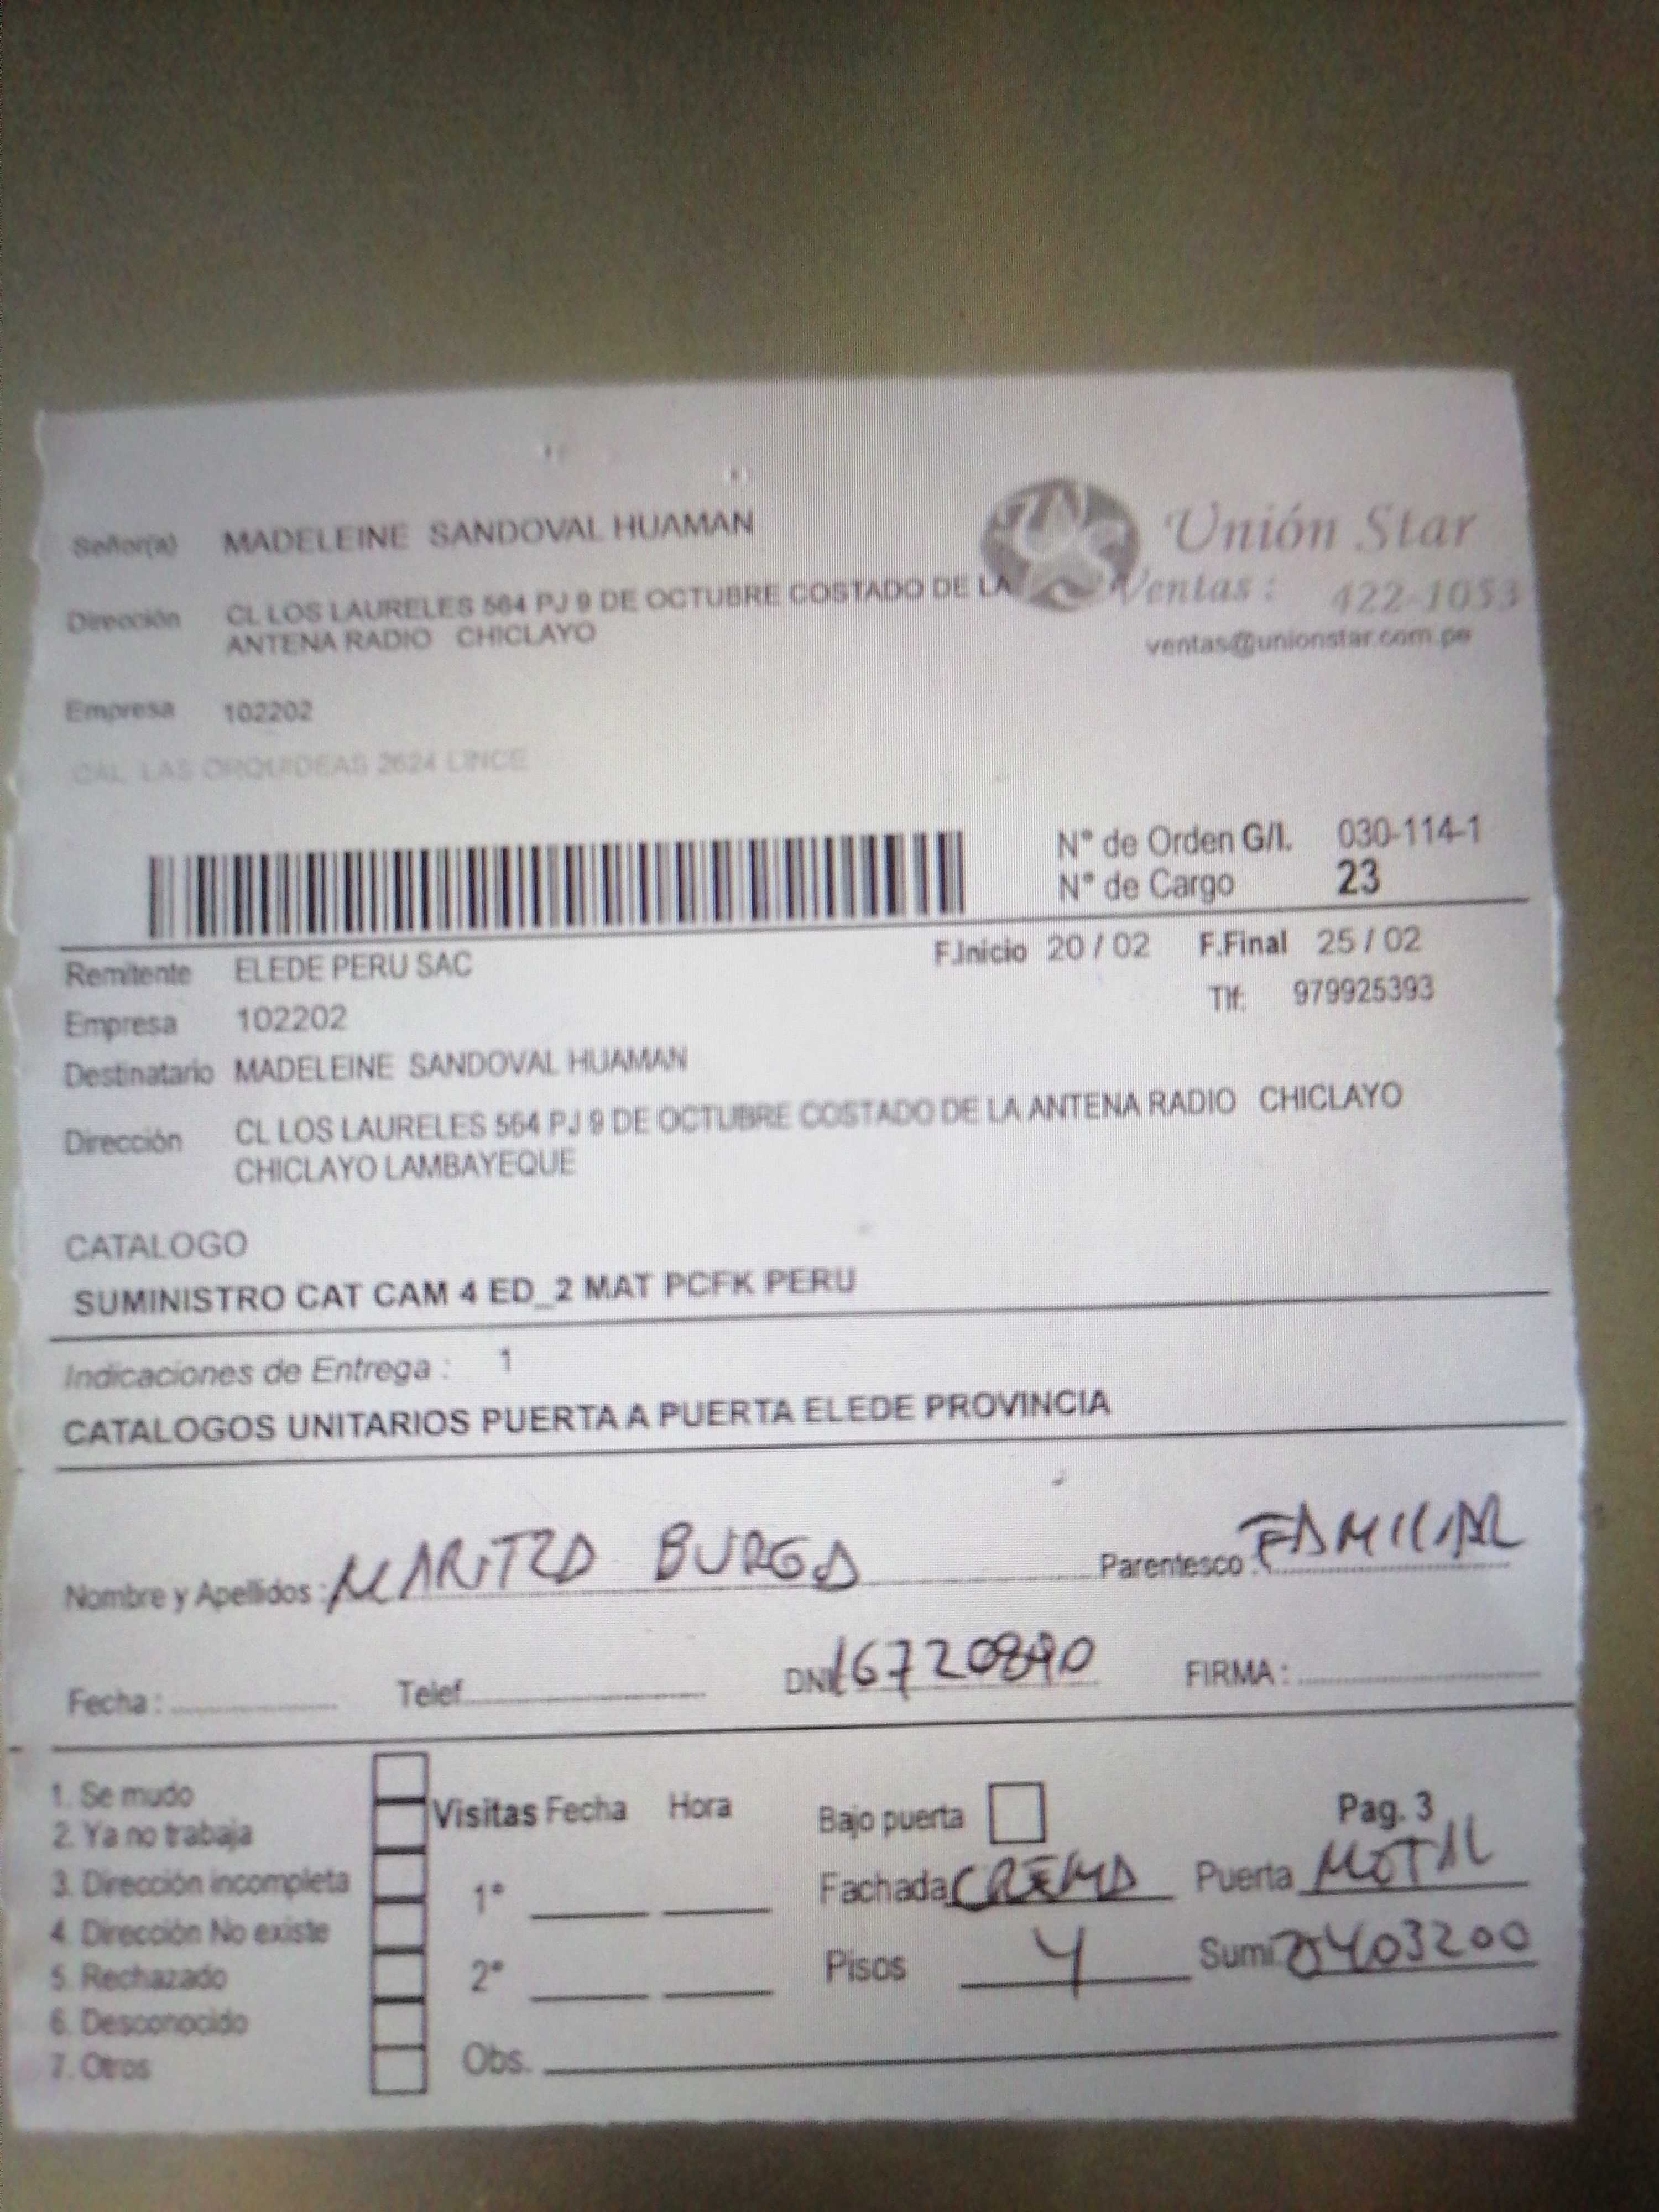 Señor(a) MADELEINE SANDOVAL HUAMAN
Unión Star
Dirección CL LOS LAURELES 564 PJ 9 DE OCTUBRE COSTADO DE LA
ANTENA RADIO CHICLAYO
Ventas: 422-1053
ventas@unionstar.com.pe
Empresa 102202
CAL LAS ORQUIDEAS 2624 LINCE
N° de Orden G/I. 030-114-1
N° de Cargo 23
Remitente ELEDE PERU SAC F.Inicio 20 / 02 F.Final 25 / 02
Empresa 102202 Tlf: 979925393
Destinatario MADELEINE SANDOVAL HUAMAN
Dirección CL LOS LAURELES 564 PJ 9 DE OCTUBRE COSTADO DE LA ANTENA RADIO CHICLAYO
CHICLAYO LAMBAYEQUE
CATALOGO
SUMINISTRO CAT CAM 4 ED_2 MAT PCFK PERU
Indicaciones de Entrega : 1
CATALOGOS UNITARIOS PUERTA A PUERTA ELEDE PROVINCIA
Nombre y Apellidos : MARITZA BURGA Parentesco : FAMILIAR
Fecha : Telef. DNI 16720890 FIRMA :
1. Se mudo
2. Ya no trabaja
3. Dirección incompleta
4. Dirección No existe
5. Rechazado
6. Desconocido
7. Otros
Visitas Fecha Hora
1°
2°
Obs.
Bajo puerta Pag. 3
Fachada CREMA Puerta METAL
Pisos 4 Sumi